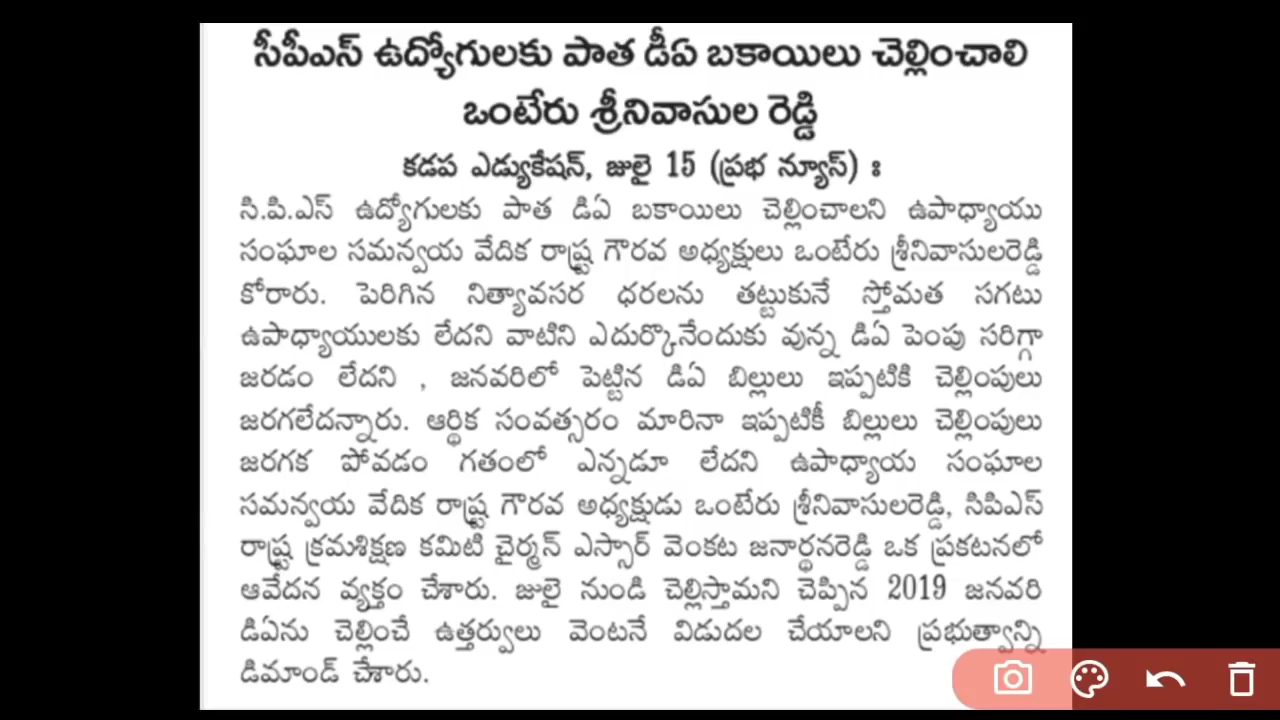 సీపీఎస్ ఉద్యోగులకు పాత డీఏ బకాయిలు చెల్లించాలి
ఒంటేరు శ్రీనివాసుల రెడ్డి
కడప ఎడ్యుకేషన్, జులై 15 (ప్రభ న్యూస్) :
సి.పి.ఎస్ ఉద్యోగులకు పాత డిఏ బకాయిలు చెల్లించాలని ఉపాధ్యాయు
సంఘాల సమన్వయ వేదిక రాష్ట్ర గౌరవ అధ్యక్షులు ఒంటేరు శ్రీనివాసులరెడ్డి
కోరారు. పెరిగిన నిత్యావసర ధరలను తట్టుకునే స్తోమత సగటు
ఉపాధ్యాయులకు లేదని వాటిని ఎదుర్కొనేందుకు వున్న డిఏ పెంపు సరిగ్గా
జరడం లేదని , జనవరిలో పెట్టిన డిఏ బిల్లులు ఇప్పటికి చెల్లింపులు
జరగలేదన్నారు. ఆర్థిక సంవత్సరం మారినా ఇప్పటికీ బిల్లులు చెల్లింపులు
జరగక పోవడం గతంలో ఎన్నడూ లేదని ఉపాధ్యాయ సంఘాల
సమన్వయ వేదిక రాష్ట్ర గౌరవ అధ్యక్షుడు ఒంటేరు శ్రీనివాసులరెడ్డి, సిపిఎస్
రాష్ట్ర క్రమశిక్షణ కమిటి చైర్మన్ ఎస్సార్ వెంకట జనార్థనరెడ్డి ఒక ప్రకటనలో
ఆవేదన వ్యక్తం చేశారు. జులై నుండి చెల్లిస్తామని చెప్పిన 2019 జనవరి
డిఏను చెల్లించే ఉత్తర్వులు వెంటనే విడుదల చేయాలని ప్రభుత్వాన్ని
డిమాండ్ చేశారు.